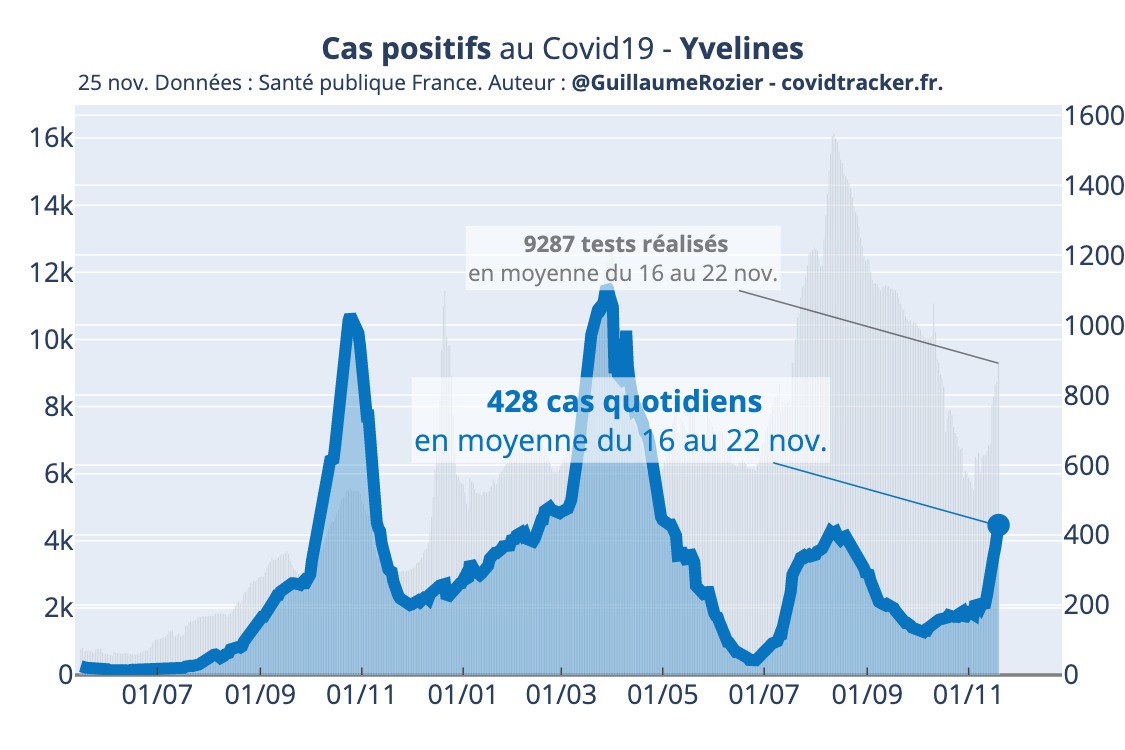 Cas positifs au Covid19 - Yvelines
25 nov. Données : Santé publique France. Auteur : @GuillaumeRozier - covidtracker.fr.
1600
16k
1400
14k
9287 tests réalisés
1200
en moyenne du 16 au 22 nov.
12k
1000
10k
428 cas quotidiens
800
8k
en moyenne du 16 au 22 nov.
600
6k
400
4k
200
2k
0
0
01/07 01/09 01/11 01/01 01/03 01/05 01/07 01/09 01/11